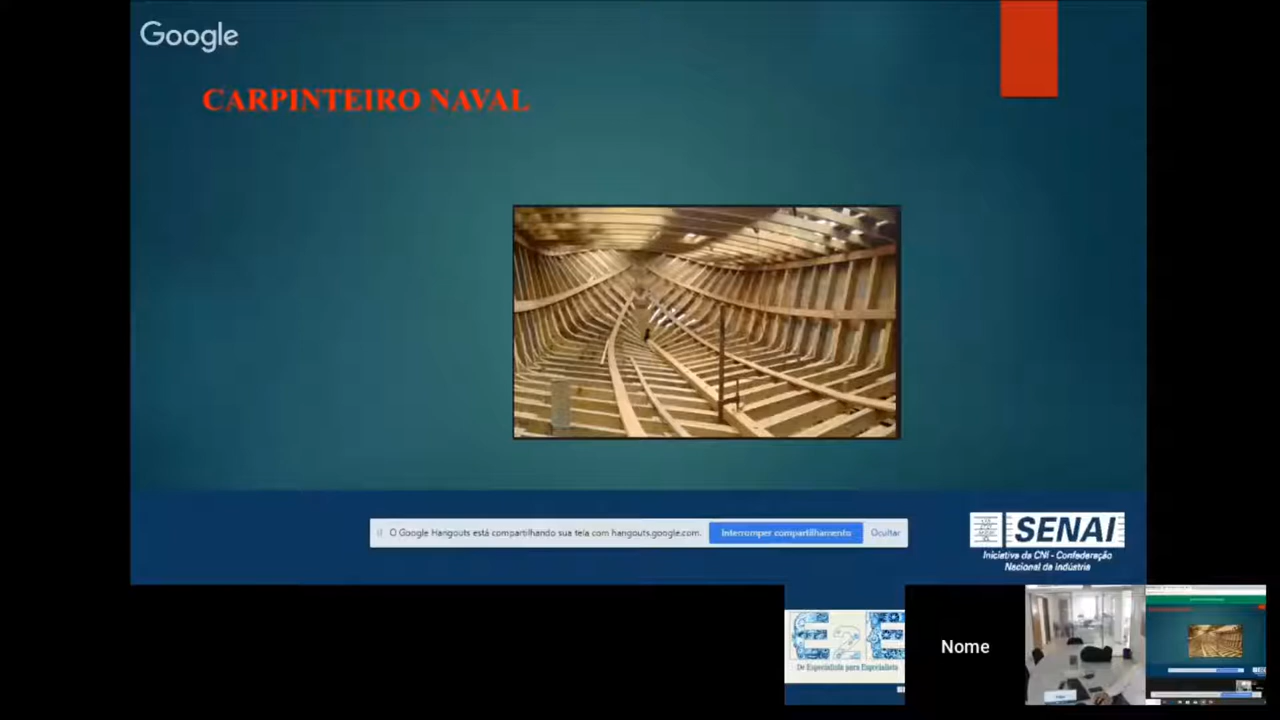 Google
CARPINTEIRO NAVAL
O Google Hangouts está compartilhando sua tela com hangouts.google.com.
Interromper compartilhamento
Ocultar
SENAI
Iniciativa da CNI - Confederação
Nacional da Indústria
E2E
De Especialista para Especialista
Nome